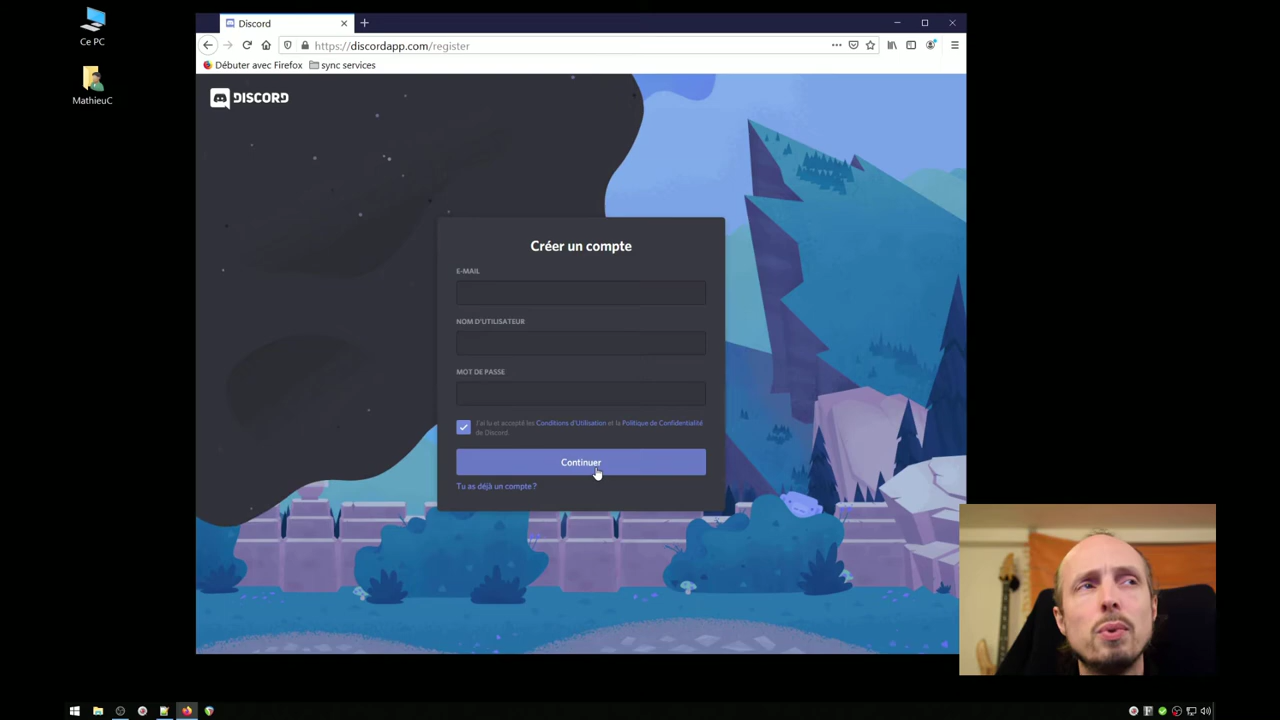 Ce PC
MathieuC
Discord
https://discordapp.com/register
Débuter avec Firefox
sync services
DISCORD
Créer un compte
E-MAIL
NOM D'UTILISATEUR
MOT DE PASSE
J'ai lu et accepté les Conditions d'Utilisation et la Politique de Confidentialité
de Discord.
Continuer
Tu as déjà un compte ?